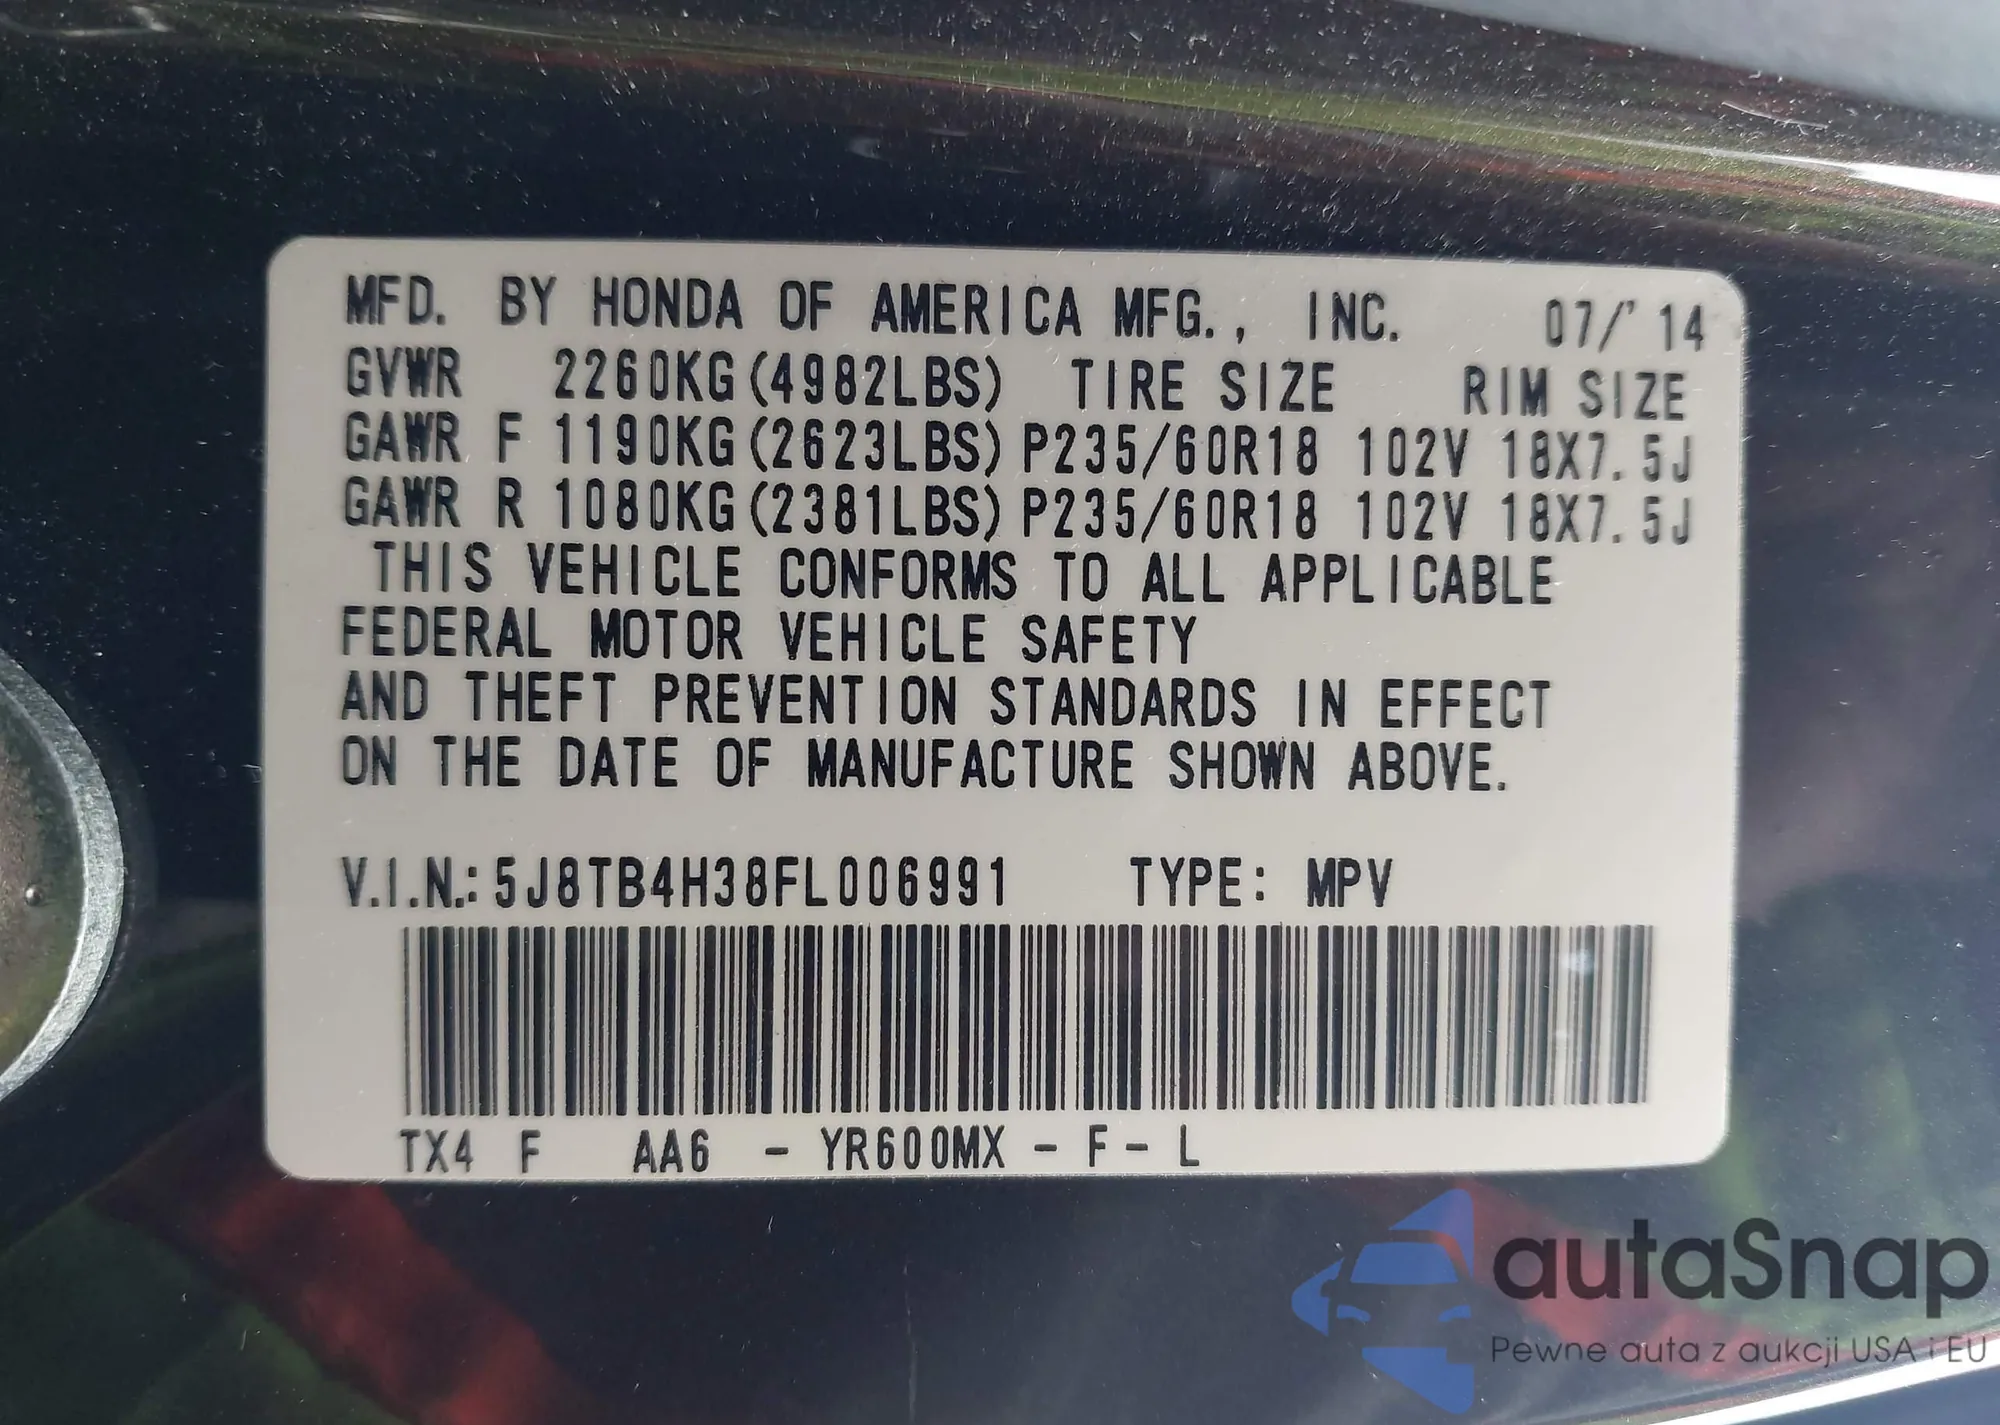 MFD. BY HONDA OF AMERICA MFG., INC. 07/'14
GVWR 2260KG(4982LBS) TIRE SIZE RIM SIZE
GAWR F 1190KG(2623LBS) P235/60R18 102V 18X7.5J
GAWR R 1080KG(2381LBS) P235/60R18 102V 18X7.5J
THIS VEHICLE CONFORMS TO ALL APPLICABLE
FEDERAL MOTOR VEHICLE SAFETY
AND THEFT PREVENTION STANDARDS IN EFFECT
ON THE DATE OF MANUFACTURE SHOWN ABOVE.
V.I.N.: 5J8TB4H38FL006991 TYPE: MPV
TX4 F AA6 - YR600MX - F - L
autaSnap
Pewne auta z aukcji USA i EU